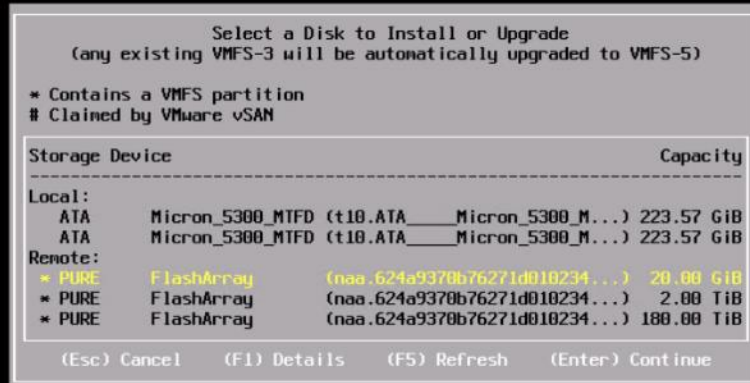 Select a Disk to Install or Upgrade
(any existing VMFS-3 will be automatically upgraded to VMFS-5)
* Contains a VMFS partition
# Claimed by VMware vSAN
Storage Device Capacity
Local:
ATA Micron_5300_MTFD (t10.ATA_____Micron_5300_M...) 223.57 GiB
ATA Micron_5300_MTFD (t10.ATA_____Micron_5300_M...) 223.57 GiB
Remote:
* PURE FlashArray (naa.624a9370b76271d010234...) 20.00 GiB
* PURE FlashArray (naa.624a9370b76271d010234...) 2.00 TiB
* PURE FlashArray (naa.624a9370b76271d010234...) 180.00 TiB
(Esc) Cancel (F1) Details (F5) Refresh (Enter) Continue